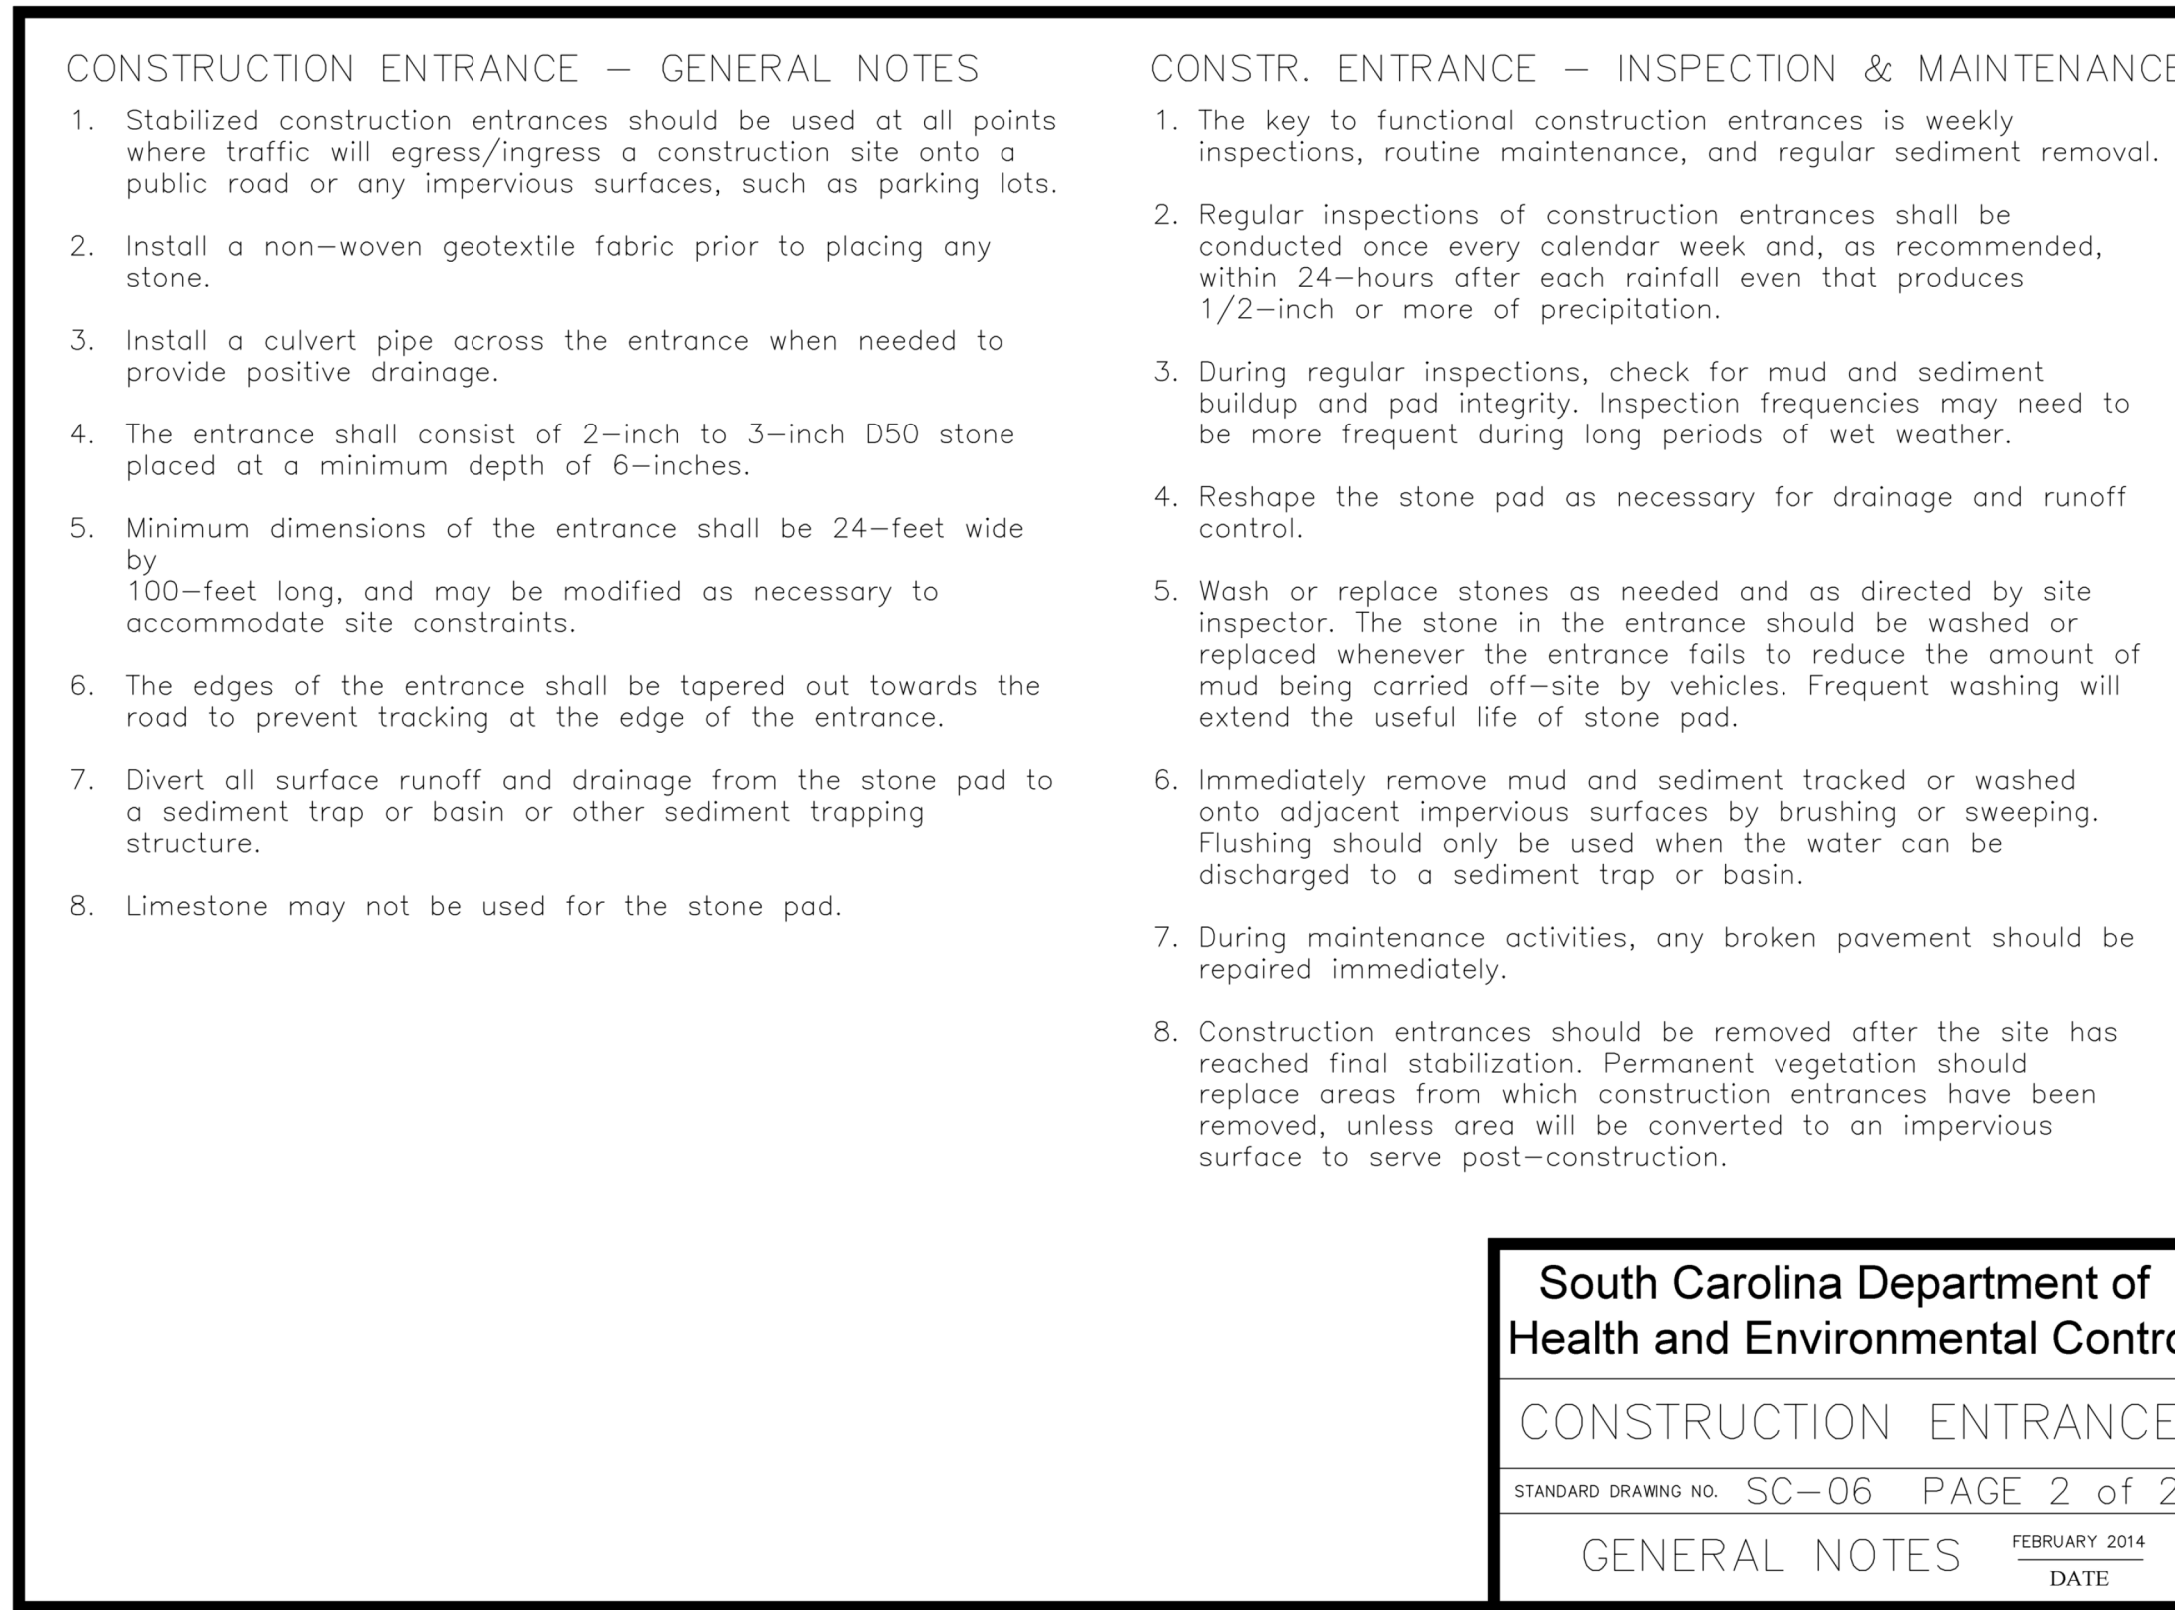 CONSTRUCTION ENTRANCE – GENERAL NOTES
1. Stabilized construction entrances should be used at all points
where traffic will egress/ingress a construction site onto a
public road or any impervious surfaces, such as parking lots.
2. Install a non–woven geotextile fabric prior to placing any
stone.
3. Install a culvert pipe across the entrance when needed to
provide positive drainage.
4. The entrance shall consist of 2–inch to 3–inch D50 stone
placed at a minimum depth of 6–inches.
5. Minimum dimensions of the entrance shall be 24–feet wide
by
100–feet long, and may be modified as necessary to
accommodate site constraints.
6. The edges of the entrance shall be tapered out towards the
road to prevent tracking at the edge of the entrance.
7. Divert all surface runoff and drainage from the stone pad to
a sediment trap or basin or other sediment trapping
structure.
8. Limestone may not be used for the stone pad.
CONSTR. ENTRANCE – INSPECTION & MAINTENANCE
1. The key to functional construction entrances is weekly
inspections, routine maintenance, and regular sediment removal.
2. Regular inspections of construction entrances shall be
conducted once every calendar week and, as recommended,
within 24–hours after each rainfall even that produces
1/2–inch or more of precipitation.
3. During regular inspections, check for mud and sediment
buildup and pad integrity. Inspection frequencies may need to
be more frequent during long periods of wet weather.
4. Reshape the stone pad as necessary for drainage and runoff
control.
5. Wash or replace stones as needed and as directed by site
inspector. The stone in the entrance should be washed or
replaced whenever the entrance fails to reduce the amount of
mud being carried off–site by vehicles. Frequent washing will
extend the useful life of stone pad.
6. Immediately remove mud and sediment tracked or washed
onto adjacent impervious surfaces by brushing or sweeping.
Flushing should only be used when the water can be
discharged to a sediment trap or basin.
7. During maintenance activities, any broken pavement should be
repaired immediately.
8. Construction entrances should be removed after the site has
reached final stabilization. Permanent vegetation should
replace areas from which construction entrances have been
removed, unless area will be converted to an impervious
surface to serve post–construction.
South Carolina Department of
Health and Environmental Contro
CONSTRUCTION ENTRANCE
STANDARD DRAWING NO. SC–06 PAGE 2 of 2
GENERAL NOTES FEBRUARY 2014
DATE